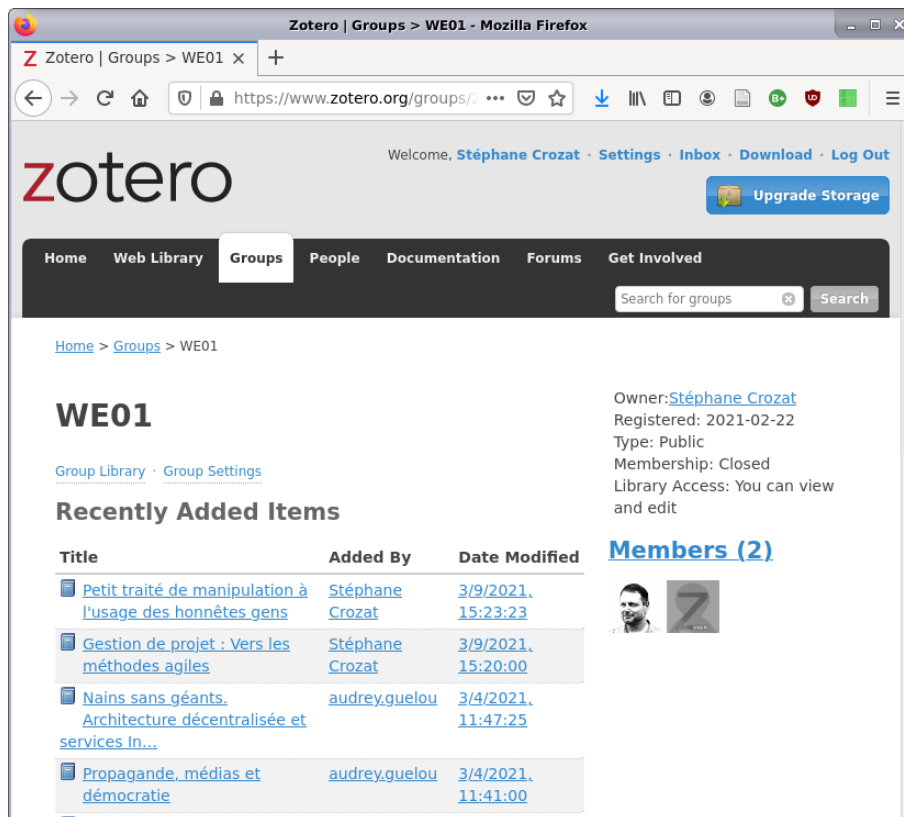 Zotero | Groups > WE01 - Mozilla Firefox
Zotero | Groups > WE01
https://www.zotero.org/groups/2
zotero
Welcome, Stéphane Crozat · Settings · Inbox · Download · Log Out
Upgrade Storage
Home Web Library Groups People Documentation Forums Get Involved
Search for groups Search
Home > Groups > WE01
WE01
Group Library · Group Settings
Recently Added Items
Title Added By Date Modified
Petit traité de manipulation à
l'usage des honnêtes gens
Stéphane
Crozat
3/9/2021,
15:23:23
Gestion de projet : Vers les
méthodes agiles
Stéphane
Crozat
3/9/2021,
15:20:00
Nains sans géants.
Architecture décentralisée et
services In…
audrey.guelou
3/4/2021,
11:47:25
Propagande, médias et
démocratie
audrey.guelou
3/4/2021,
11:41:00
Owner:Stéphane Crozat
Registered: 2021-02-22
Type: Public
Membership: Closed
Library Access: You can view
and edit
Members (2)